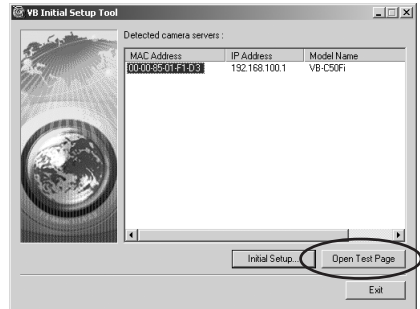 VB Initial Setup Tool
Detected camera servers :
MAC Address IP Address Model Name
00-00-85-01-F1-D3 192.168.100.1 VB-C50Fi
Initial Setup... Open Test Page
Exit